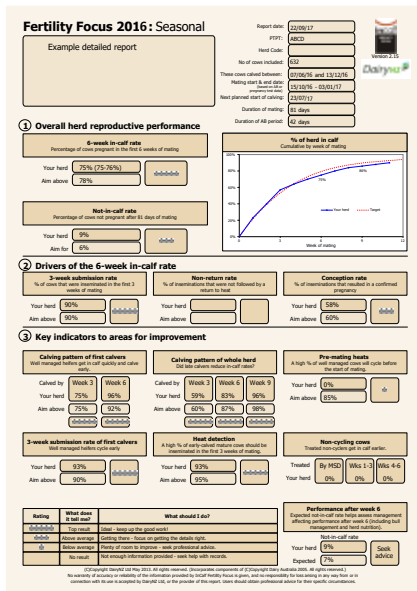 Fertility Focus 2016: Seasonal
Example detailed report
Report date: 22/09/17
PTPT: ABCD
Herd Code:
No of cows included: 632
These cows calved between: 07/06/16 and 13/12/16
Mating start & end date: 15/10/16 - 03/01/17
Next planned start of calving: 23/07/17
Duration of mating: 81 days
Duration of AB period: 42 days
Version 2.15
Dairynz
1 Overall herd reproductive performance
6-week in-calf rate
Percentage of cows pregnant in the first 6 weeks of mating
Your herd 75% (75-76%)
Aim above 78%
Not-in-calf rate
Percentage of cows not pregnant after 81 days of mating
Your herd 9%
Aim for 6%
% of herd in calf
Cumulative by week of mating
100%
80%
60%
40%
20%
0%
75%
86%
Your herd Target
0 3 6 9 12
Week of mating
2 Drivers of the 6-week in-calf rate
3-week submission rate
% of cows that were inseminated in the first 3 weeks of mating
Your herd 90%
Aim above 90%
Non-return rate
% of inseminations that were not followed by a return to heat
Your herd
Aim above
Conception rate
% of inseminations that resulted in a confirmed pregnancy
Your herd 58%
Aim above 60%
3 Key indicators to areas for improvement
Calving pattern of first calvers
Well managed heifers get in calf quickly and calve early.
Calved by Week 3 Week 6
Your herd 75% 96%
Aim above 75% 92%
Calving pattern of whole herd
Did late calvers reduce in-calf rates?
Calved by Week 3 Week 6 Week 9
Your herd 59% 83% 96%
Aim above 60% 87% 98%
Pre-mating heats
A high % of well managed cows will cycle before the start of mating.
Your herd 0%
Aim above 85%
3-week submission rate of first calvers
Well managed heifers cycle early
Your herd 93%
Aim above 90%
Heat detection
A high % of early-calved mature cows should be inseminated in the first 3 weeks of mating.
Your herd 93%
Aim above 95%
Non-cycling cows
Treated non-cyclers get in calf earlier.
Treated By MSD Wks 1-3 Wks 4-6
Your herd 0% 0% 0%
Rating What does it tell me? What should I do?
Top result Ideal - keep up the good work!
Above average Getting there - focus on getting the details right.
Below average Plenty of room to improve - seek professional advice.
No result Not enough information provided - seek help with records.
Performance after week 6
Expected not-in-calf rate helps assess management affecting performance after week 6 (including bull management and herd nutrition).
Not-in-calf rate
Your herd 9%
Expected 7%
Seek advice